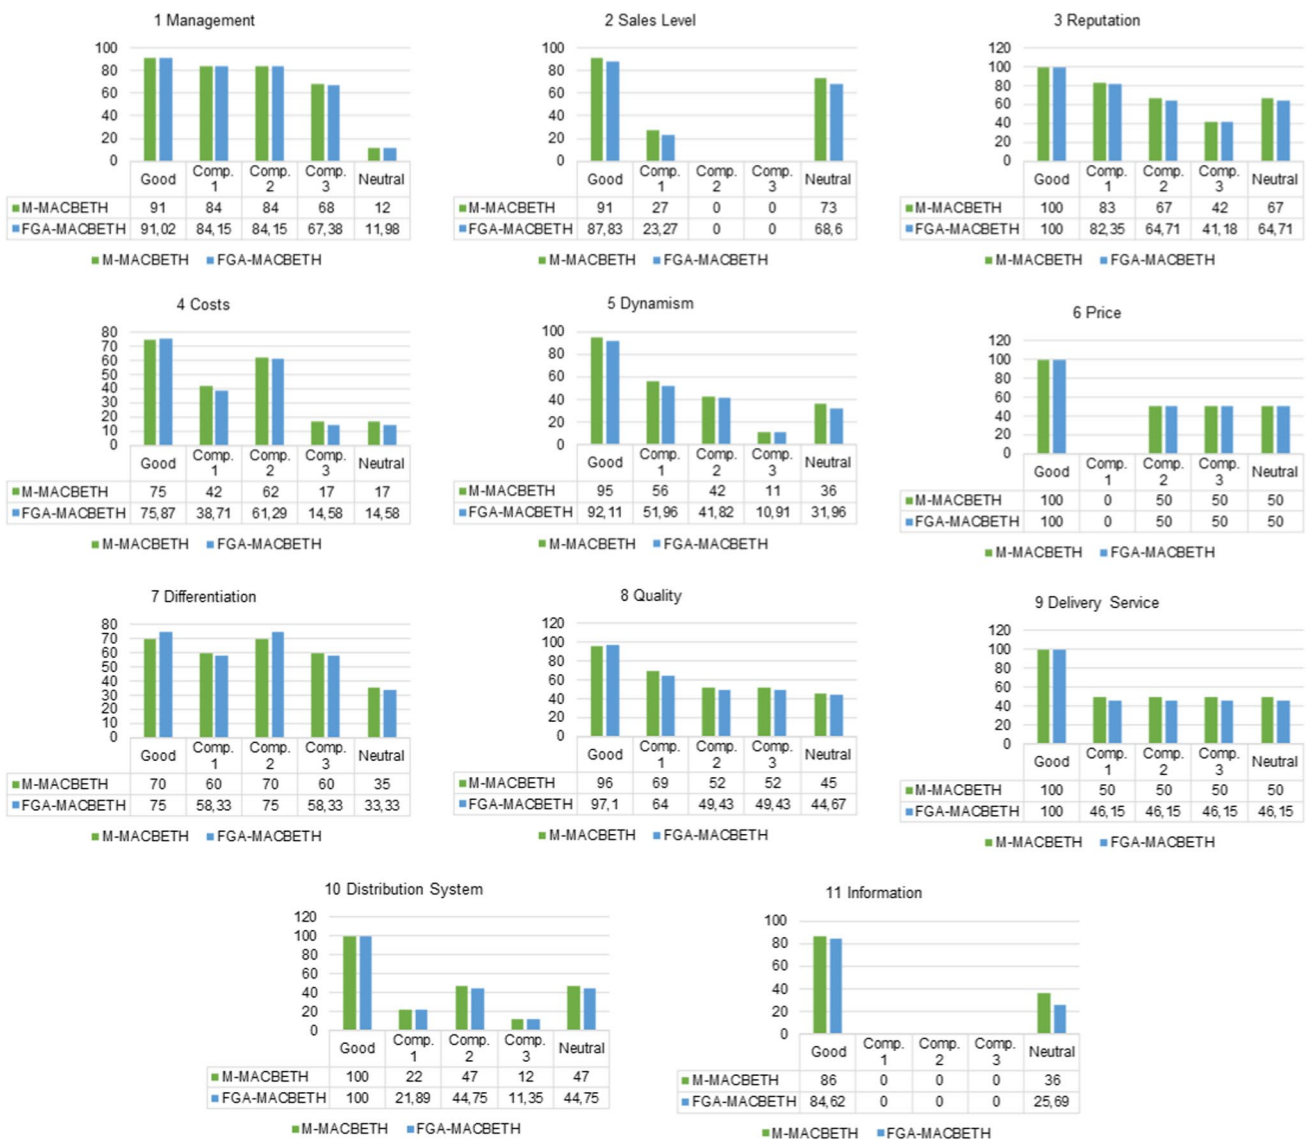 1 Management
100
80
60
40
20
0
Good Comp. 1 Comp. 2 Comp. 3 Neutral
M-MACBETH 91 84 84 68 12
FGA-MACBETH 91,02 84,15 84,15 67,38 11,98
M-MACBETH FGA-MACBETH
2 Sales Level
100
80
60
40
20
0
Good Comp. 1 Comp. 2 Comp. 3 Neutral
M-MACBETH 91 27 0 0 73
FGA-MACBETH 87,83 23,27 0 0 68,6
M-MACBETH FGA-MACBETH
3 Reputation
120
100
80
60
40
20
0
Good Comp. 1 Comp. 2 Comp. 3 Neutral
M-MACBETH 100 83 67 42 67
FGA-MACBETH 100 82,35 64,71 41,18 64,71
M-MACBETH FGA-MACBETH
4 Costs
80
70
60
50
40
30
20
10
0
Good Comp. 1 Comp. 2 Comp. 3 Neutral
M-MACBETH 75 42 62 17 17
FGA-MACBETH 75,87 38,71 61,29 14,58 14,58
M-MACBETH FGA-MACBETH
5 Dynamism
100
80
60
40
20
0
Good Comp. 1 Comp. 2 Comp. 3 Neutral
M-MACBETH 95 56 42 11 36
FGA-MACBETH 92,11 51,96 41,82 10,91 31,96
M-MACBETH FGA-MACBETH
6 Price
120
100
80
60
40
20
0
Good Comp. 1 Comp. 2 Comp. 3 Neutral
M-MACBETH 100 0 50 50 50
FGA-MACBETH 100 0 50 50 50
M-MACBETH FGA-MACBETH
7 Differentiation
80
70
60
50
40
30
20
10
0
Good Comp. 1 Comp. 2 Comp. 3 Neutral
M-MACBETH 70 60 70 60 35
FGA-MACBETH 75 58,33 75 58,33 33,33
M-MACBETH FGA-MACBETH
8 Quality
120
100
80
60
40
20
0
Good Comp. 1 Comp. 2 Comp. 3 Neutral
M-MACBETH 96 69 52 52 45
FGA-MACBETH 97,1 64 49,43 49,43 44,67
M-MACBETH FGA-MACBETH
9 Delivery Service
120
100
80
60
40
20
0
Good Comp. 1 Comp. 2 Comp. 3 Neutral
M-MACBETH 100 50 50 50 50
FGA-MACBETH 100 46,15 46,15 46,15 46,15
M-MACBETH FGA-MACBETH
10 Distribution System
120
100
80
60
40
20
0
Good Comp. 1 Comp. 2 Comp. 3 Neutral
M-MACBETH 100 22 47 12 47
FGA-MACBETH 100 21,89 44,75 11,35 44,75
M-MACBETH FGA-MACBETH
11 Information
100
80
60
40
20
0
Good Comp. 1 Comp. 2 Comp. 3 Neutral
M-MACBETH 86 0 0 0 36
FGA-MACBETH 84,62 0 0 0 25,69
M-MACBETH FGA-MACBETH